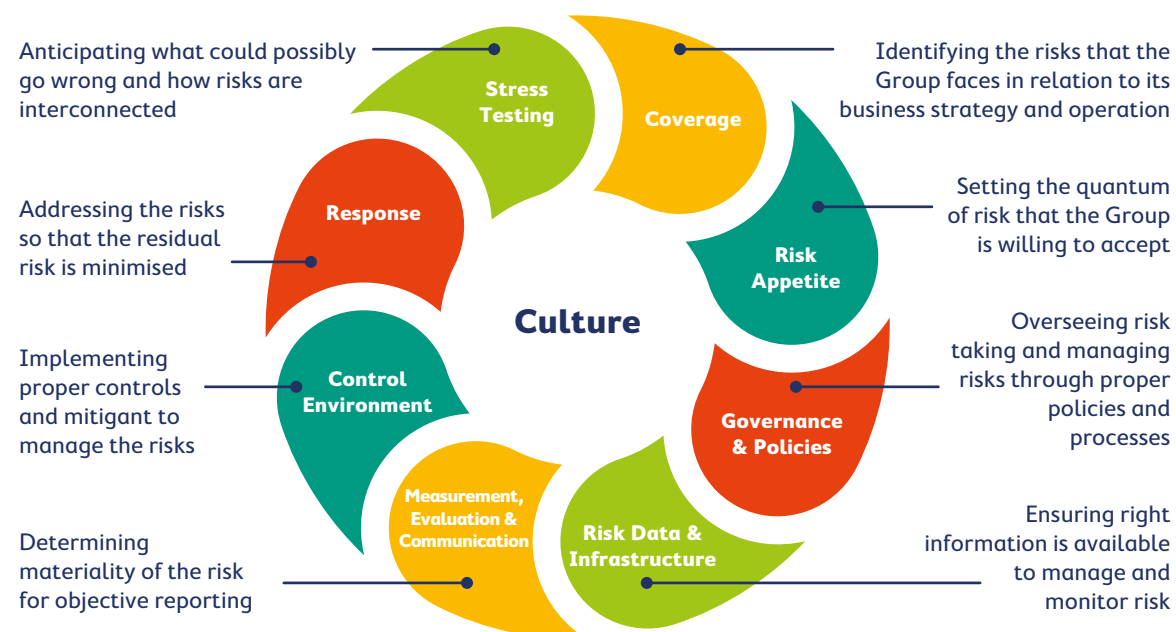 Anticipating what could possibly
go wrong and how risks are
interconnected
Stress
Testing
Coverage
Identifying the risks that the
Group faces in relation to its
business strategy and operation
Addressing the risks
so that the residual
risk is minimised
Response
Risk
Appetite
Setting the quantum
of risk that the Group
is willing to accept
Culture
Implementing
proper controls
and mitigant to
manage the risks
Control
Environment
Governance
& Policies
Overseeing risk
taking and managing
risks through proper
policies and
processes
Determining
materiality of the risk
for objective reporting
Measurement,
Evaluation &
Communication
Risk Data &
Infrastructure
Ensuring right
information is available
to manage and
monitor risk